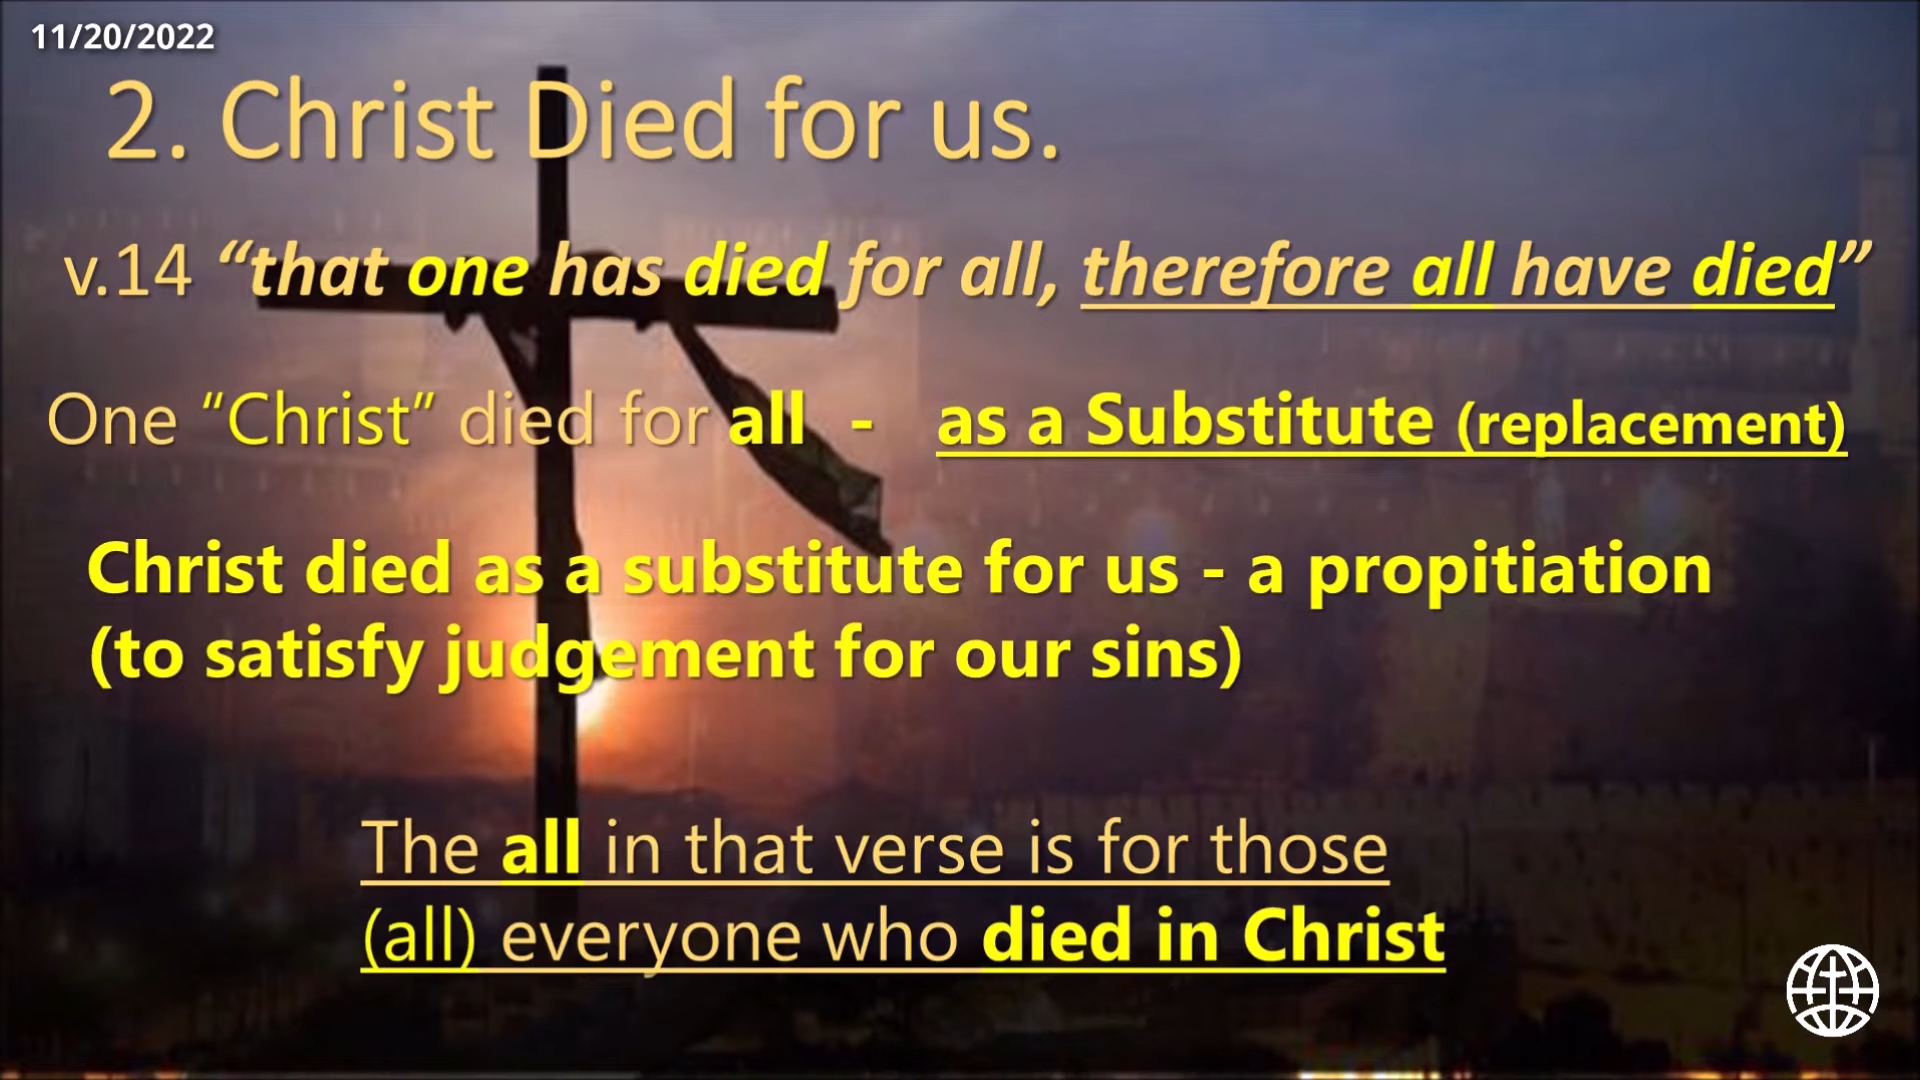 11/20/2022
2. Christ Died for us.
v.14 “that one has died for all, therefore all have died”
One “Christ” died for all - as a Substitute (replacement)
Christ died as a substitute for us - a propitiation
(to satisfy judgement for our sins)
The all in that verse is for those
(all) everyone who died in Christ